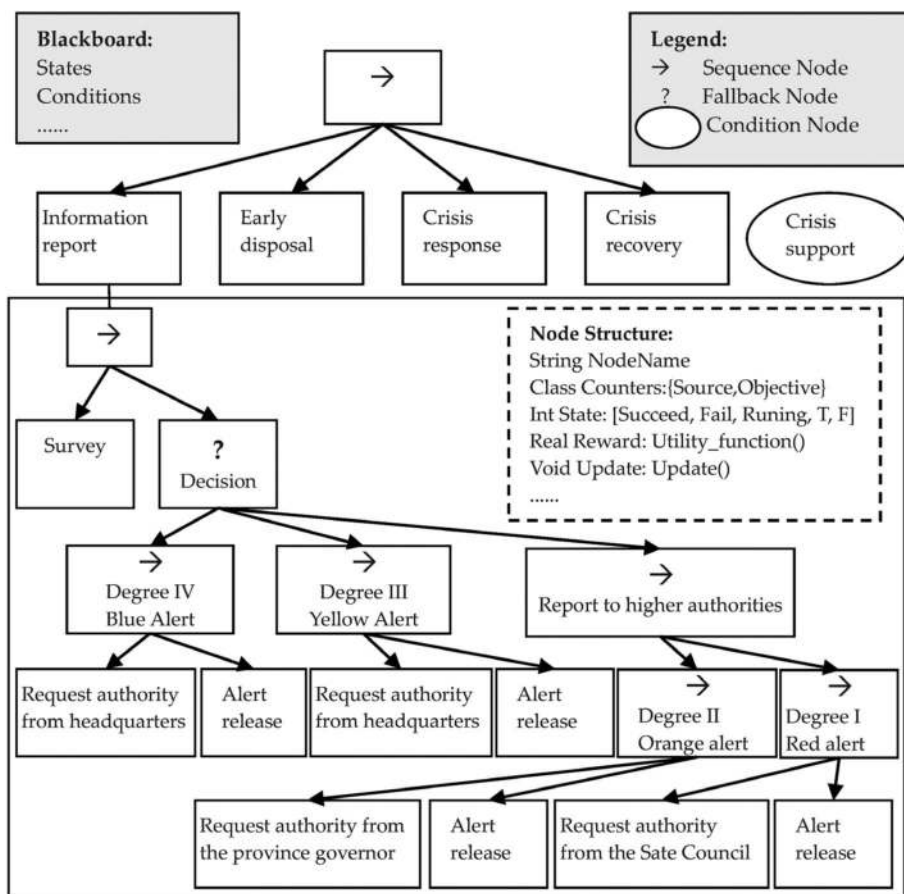 Blackboard:
States
Conditions
......
→
Legend:
→ Sequence Node
? Fallback Node
Condition Node
Information
report
Early
disposal
Crisis
response
Crisis
recovery
Crisis
support
→
Node Structure:
String NodeName
Class Counters:{Source,Objective}
Int State: [Succeed, Fail, Runing, T, F]
Real Reward: Utility_function()
Void Update: Update()
......
Survey
?
Decision
→
Degree IV
Blue Alert
→
Degree III
Yellow Alert
→
Report to higher authorities
Request authority
from headquarters
Alert
release
Request authority
from headquarters
Alert
release
→
Degree II
Orange alert
→
Degree I
Red alert
Request authority from
the province governor
Alert
release
Request authority
from the Sate Council
Alert
release